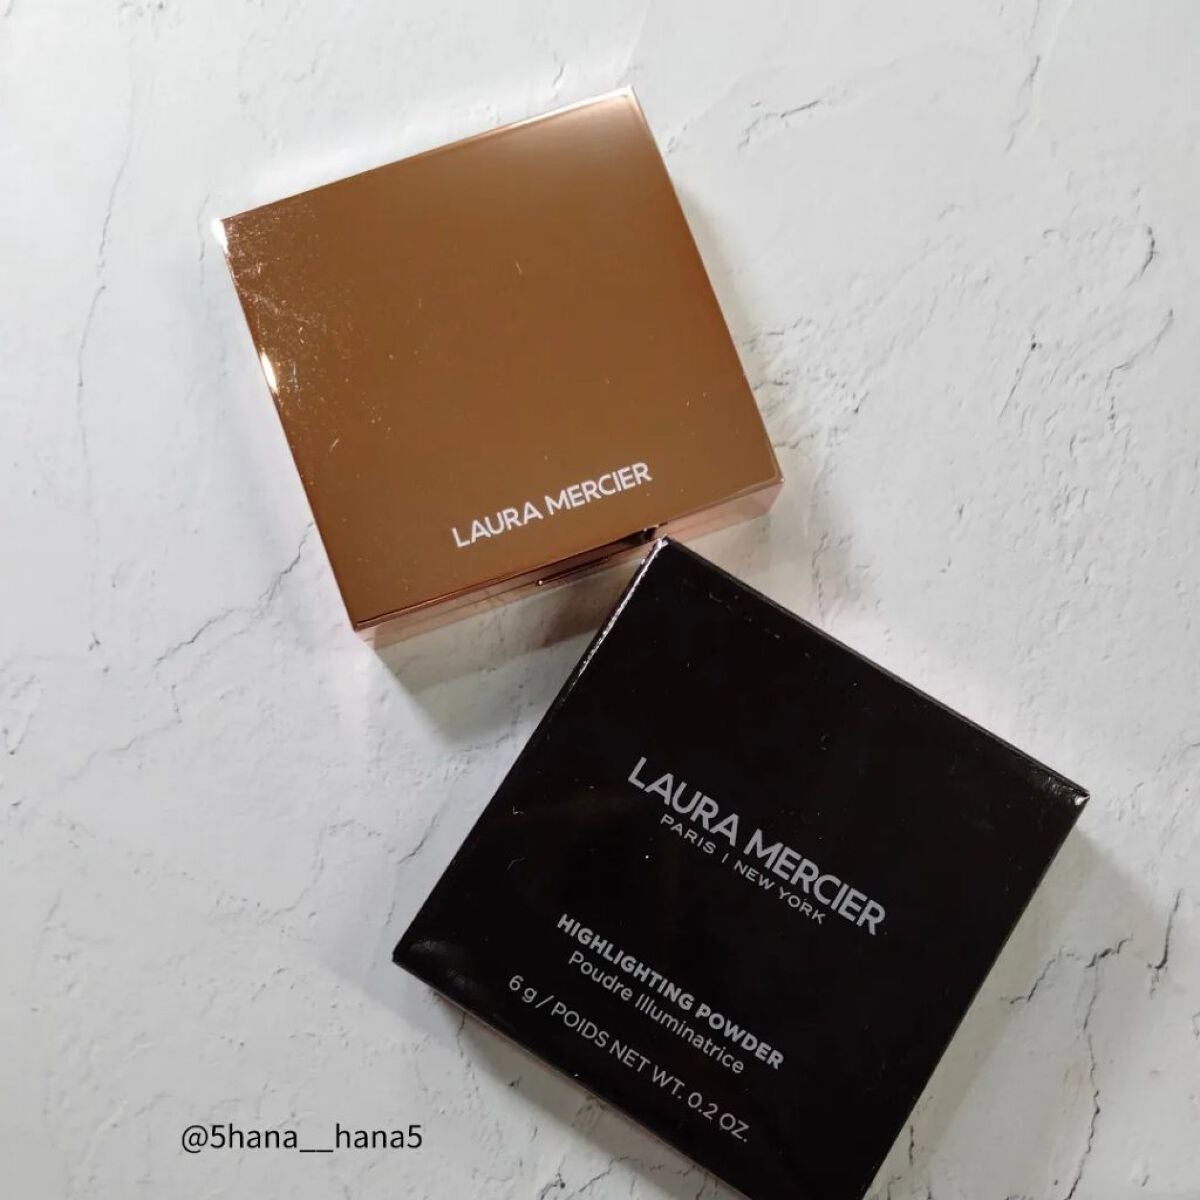 LAURA MERCIER
LAURA MERCIER
PARIS | NEW YORK
HIGHLIGHTING POWDER
Poudre Illuminatrice
6 g / POIDS NET WT. 0.2 OZ.
@5hana__hana5